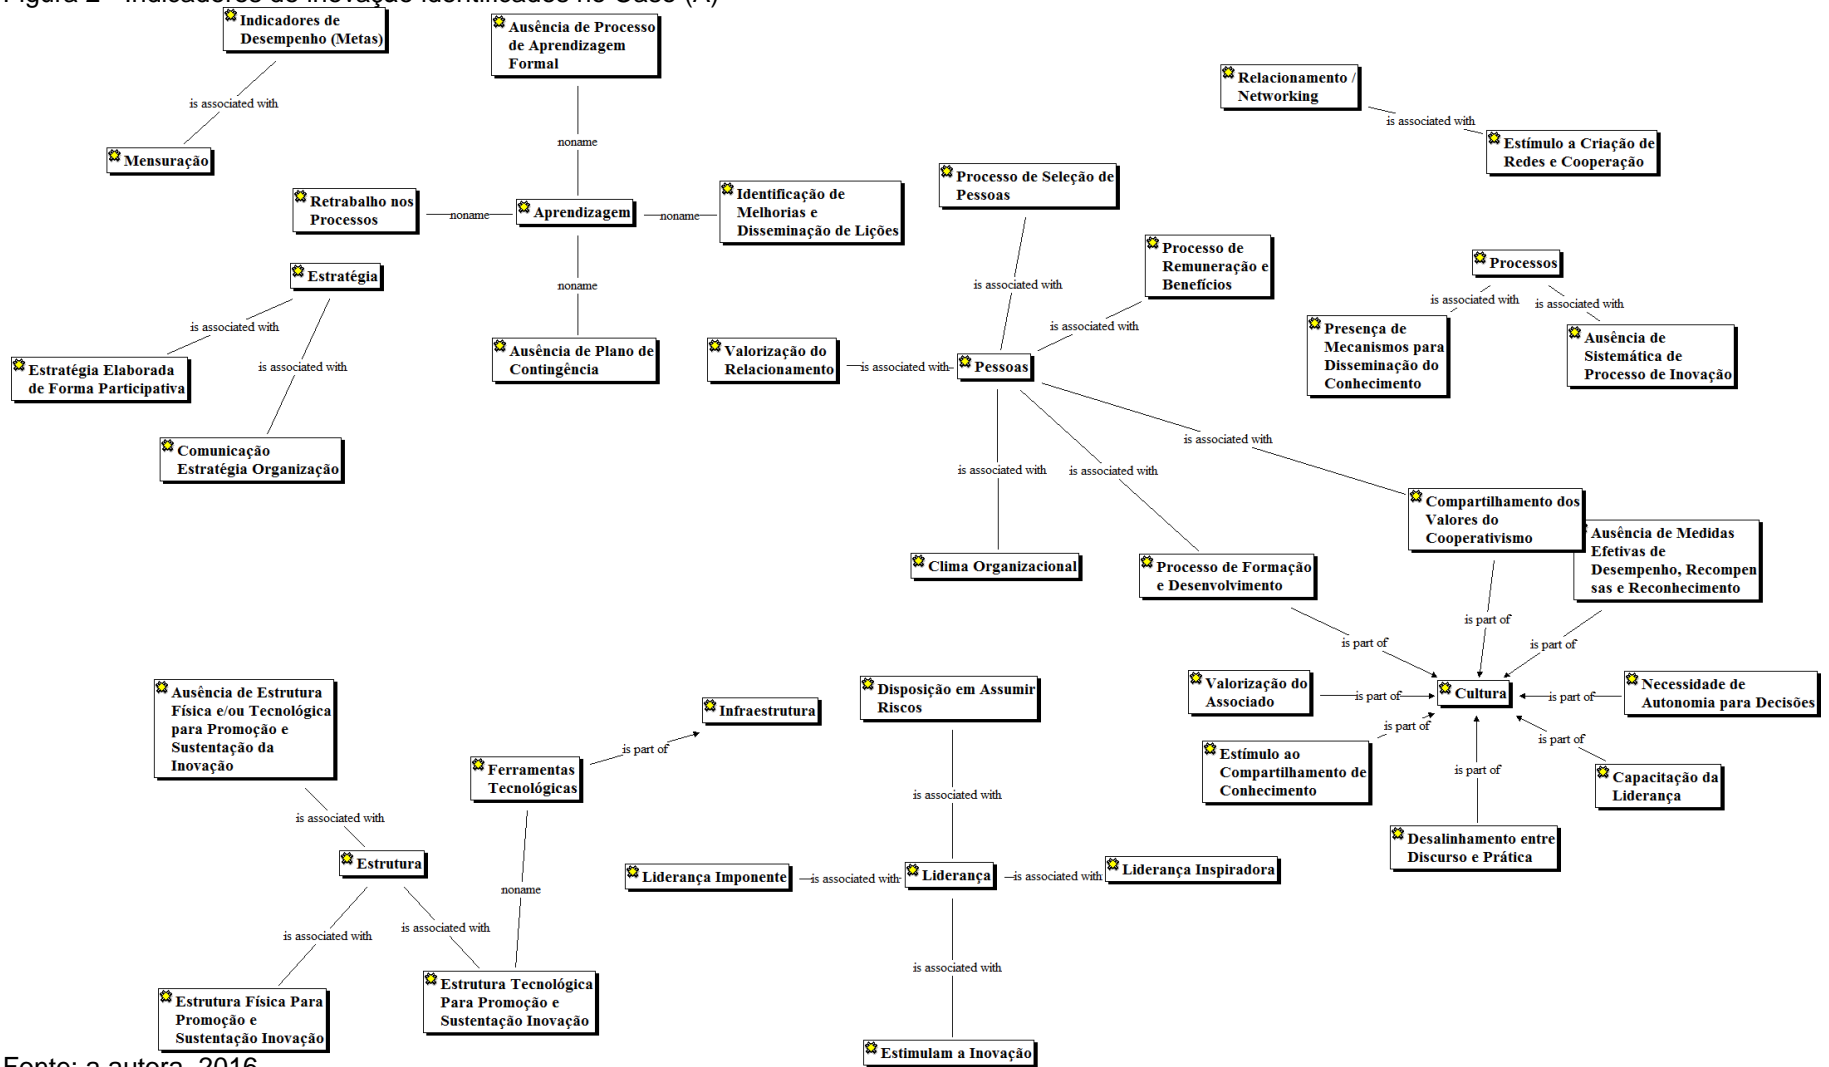 Figura 2 - Indicadores de Inovação identificados no Caso (A)
Indicadores de
Desempenho (Metas)
is associated with
Mensuração
Ausência de Processo
de Aprendizagem
Formal
noname
Retrabalho nos
Processos
noname
Aprendizagem
noname
Identificação de
Melhorias e
Disseminação de Lições
noname
Ausência de Plano de
Contingência
Estratégia
is associated with
is associated with
Estratégia Elaborada
de Forma Participativa
Comunicação
Estratégia Organização
Relacionamento /
Networking
is associated with
Estímulo a Criação de
Redes e Cooperação
Processos
is associated with
is associated with
Presença de
Mecanismos para
Disseminação do
Conhecimento
Ausência de
Sistemática de
Processo de Inovação
Processo de Seleção de
Pessoas
is associated with
Processo de
Remuneração e
Benefícios
is associated with
Valorização do
Relacionamento
is associated with
Pessoas
is associated with
is associated with
is associated with
Clima Organizacional
Processo de Formação
e Desenvolvimento
Compartilhamento dos
Valores do
Cooperativismo
Ausência de Medidas
Efetivas de
Desempenho, Recompen
sas e Reconhecimento
is part of
is part of
is part of
Valorização do
Associado
is part of
Cultura
is part of
Necessidade de
Autonomia para Decisões
is part of
Estímulo ao
Compartilhamento de
Conhecimento
is part of
is part of
Capacitação da
Liderança
Desalinhamento entre
Discurso e Prática
Ausência de Estrutura
Física e/ou Tecnológica
para Promoção e
Sustentação da
Inovação
is associated with
Estrutura
is associated with
is associated with
Estrutura Física Para
Promoção e
Sustentação Inovação
Estrutura Tecnológica
Para Promoção e
Sustentação Inovação
noname
Ferramentas
Tecnológicas
is part of
Infraestrutura
Disposição em Assumir
Riscos
is associated with
Liderança Imponente
is associated with
Liderança
is associated with
Liderança Inspiradora
is associated with
Estimulam a Inovação
Fonte: a autora, 2016